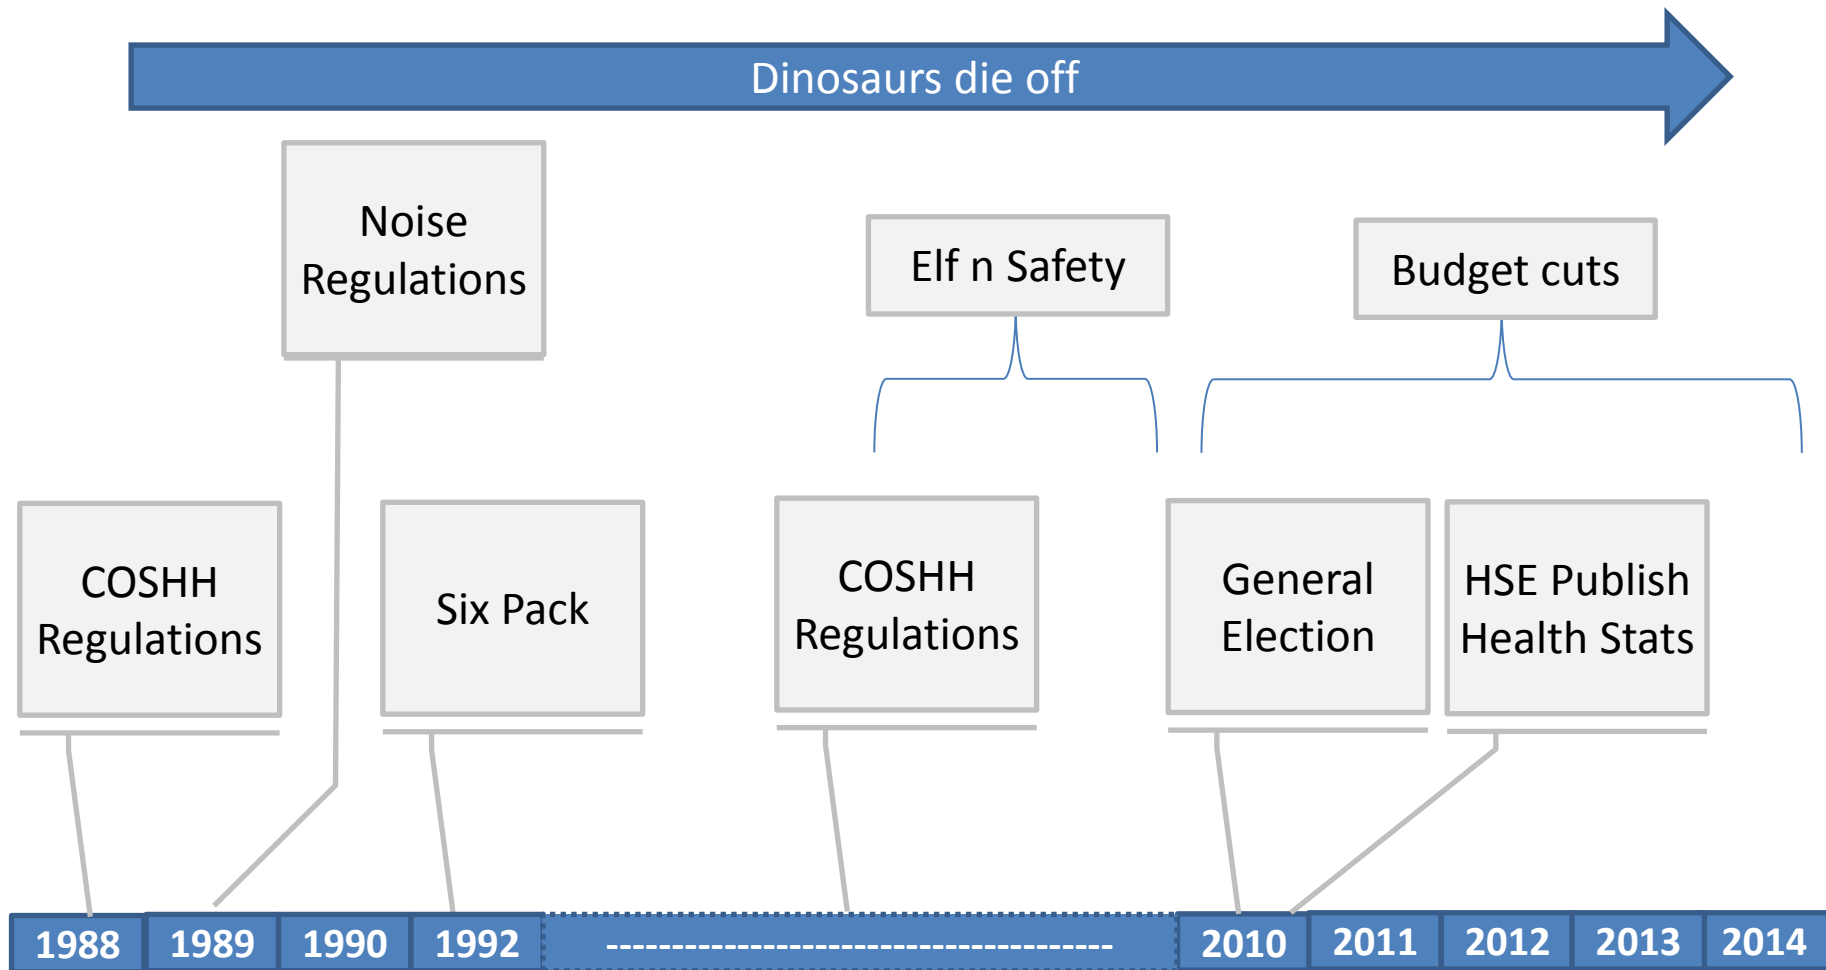 Dinosaurs die off
Noise
Regulations
Elf n Safety
Budget cuts
COSHH
Regulations
Six Pack
COSHH
Regulations
General
Election
HSE Publish
Health Stats
1988 1989 1990 1992 --------------------------------------- 2010 2011 2012 2013 2014